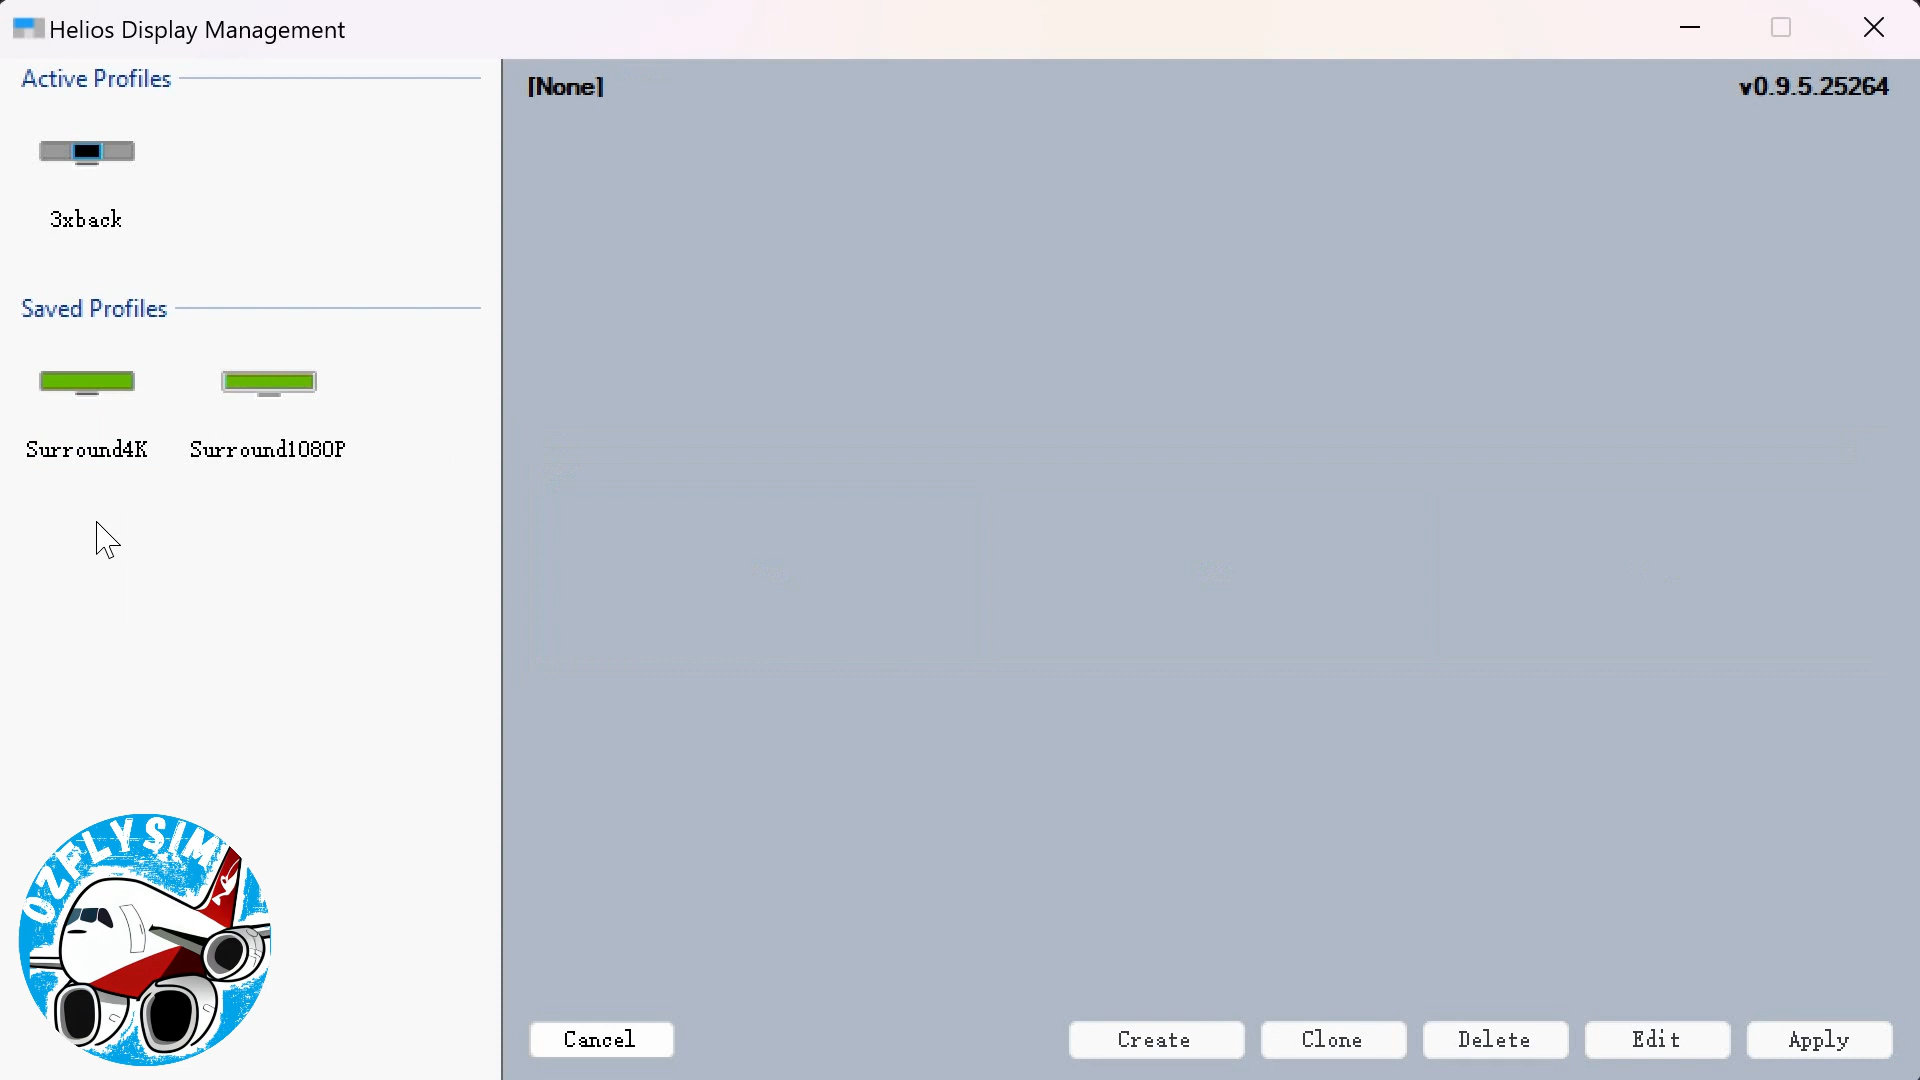 Helios Display Management
Active Profiles
3xback
Saved Profiles
Surround4K
Surround1080P
OZFLYSIM
[None]
v0.9.5.25264
Cancel
Create
Clone
Delete
Edit
Apply